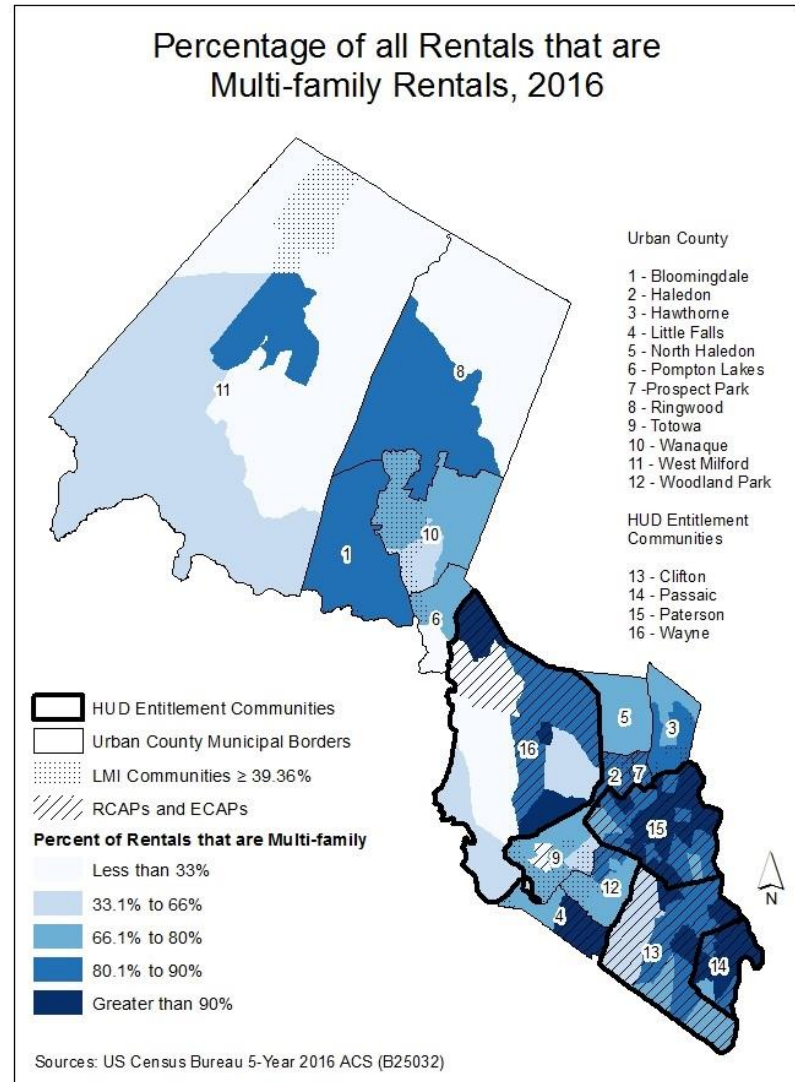 Percentage of all Rentals that are
Multi-family Rentals, 2016
Urban County
1 - Bloomingdale
2 - Haledon
3 - Hawthorne
4 - Little Falls
5 - North Haledon
6 - Pompton Lakes
7 -Prospect Park
8 - Ringwood
9 - Totowa
10 - Wanaque
11 - West Milford
12 - Woodland Park
HUD Entitlement
Communities
13 - Clifton
14 - Passaic
15 - Paterson
16 - Wayne
8
11
10
1
6
5
3
16
2
7
15
9
12
4
13
14
N
HUD Entitlement Communities
Urban County Municipal Borders
LMI Communities ≥ 39.36%
RCAPs and ECAPs
Percent of Rentals that are Multi-family
Less than 33%
33.1% to 66%
66.1% to 80%
80.1% to 90%
Greater than 90%
Sources: US Census Bureau 5-Year 2016 ACS (B25032)